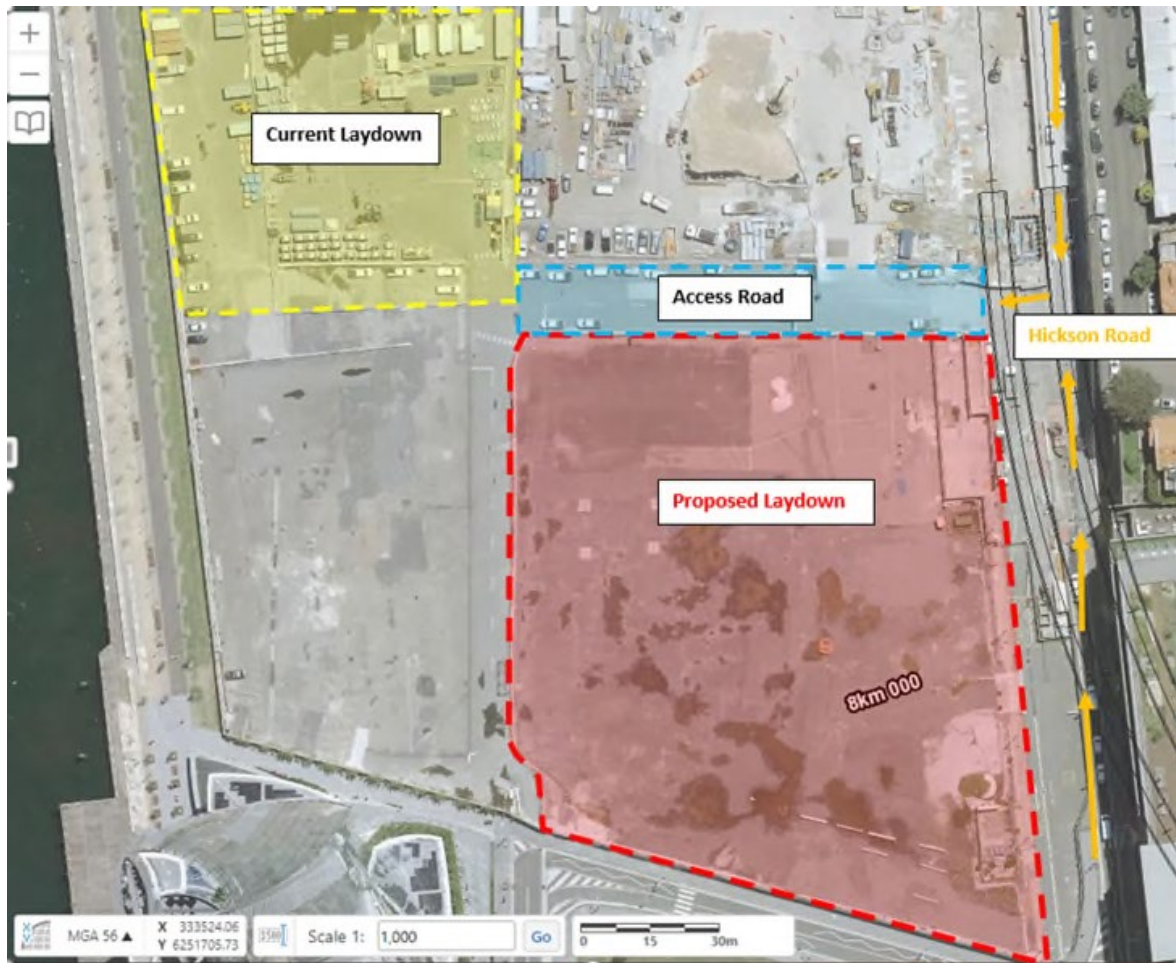 +
−
Current Laydown
Access Road
Hickson Road
Proposed Laydown
8km 000
MGA 56 ▲
X 333524.06
Y 6251705.73
Scale 1:
1,000
Go
0 15 30m